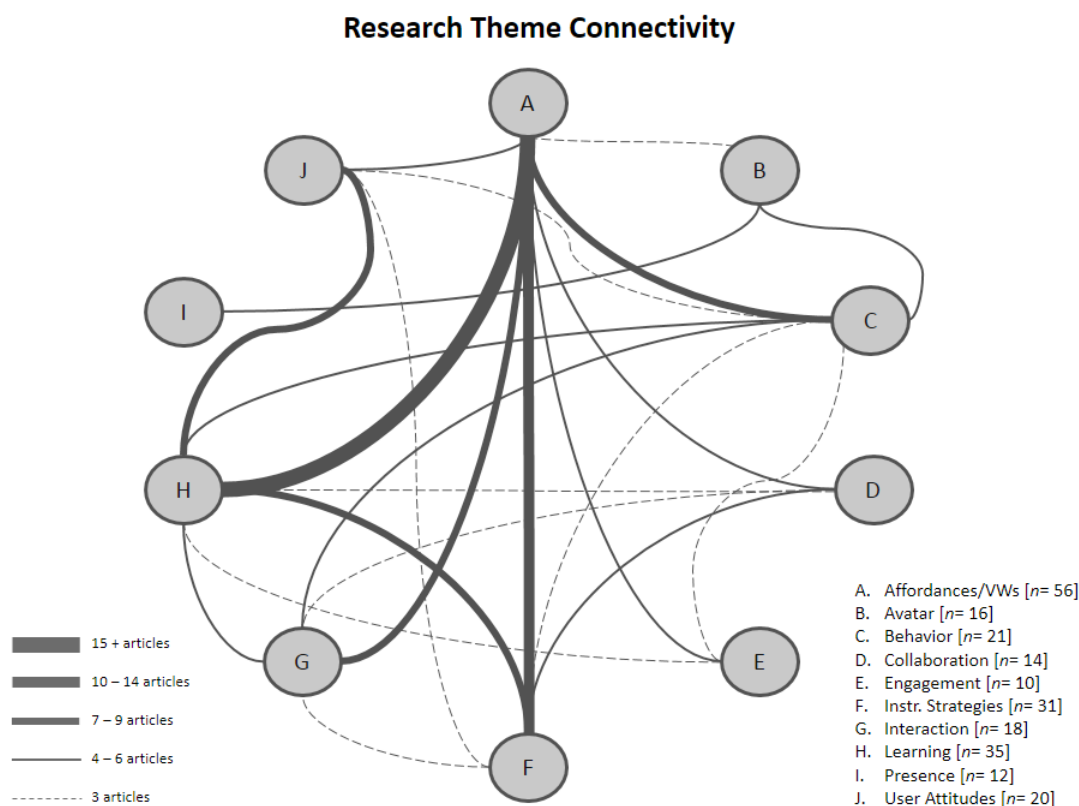 Research Theme Connectivity
A
J
B
I
C
H
D
G
E
F
15 + articles
10 – 14 articles
7 – 9 articles
4 – 6 articles
3 articles
A. Affordances/VWs [n= 56]
B. Avatar [n= 16]
C. Behavior [n= 21]
D. Collaboration [n= 14]
E. Engagement [n= 10]
F. Instr. Strategies [n= 31]
G. Interaction [n= 18]
H. Learning [n= 35]
I. Presence [n= 12]
J. User Attitudes [n= 20]